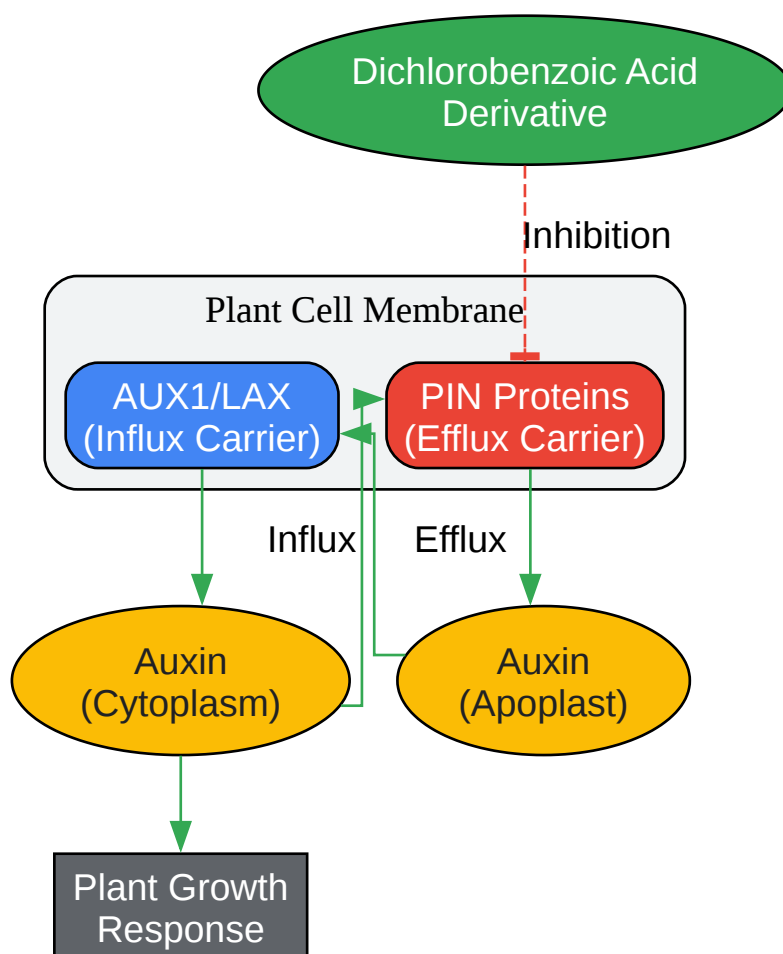 Dichlorobenzoic Acid
Derivative
Inhibition
Plant Cell Membrane
AUX1/LAX
(Influx Carrier)
PIN Proteins
(Efflux Carrier)
Influx
Efflux
Auxin
(Cytoplasm)
Auxin
(Apoplast)
Plant Growth
Response